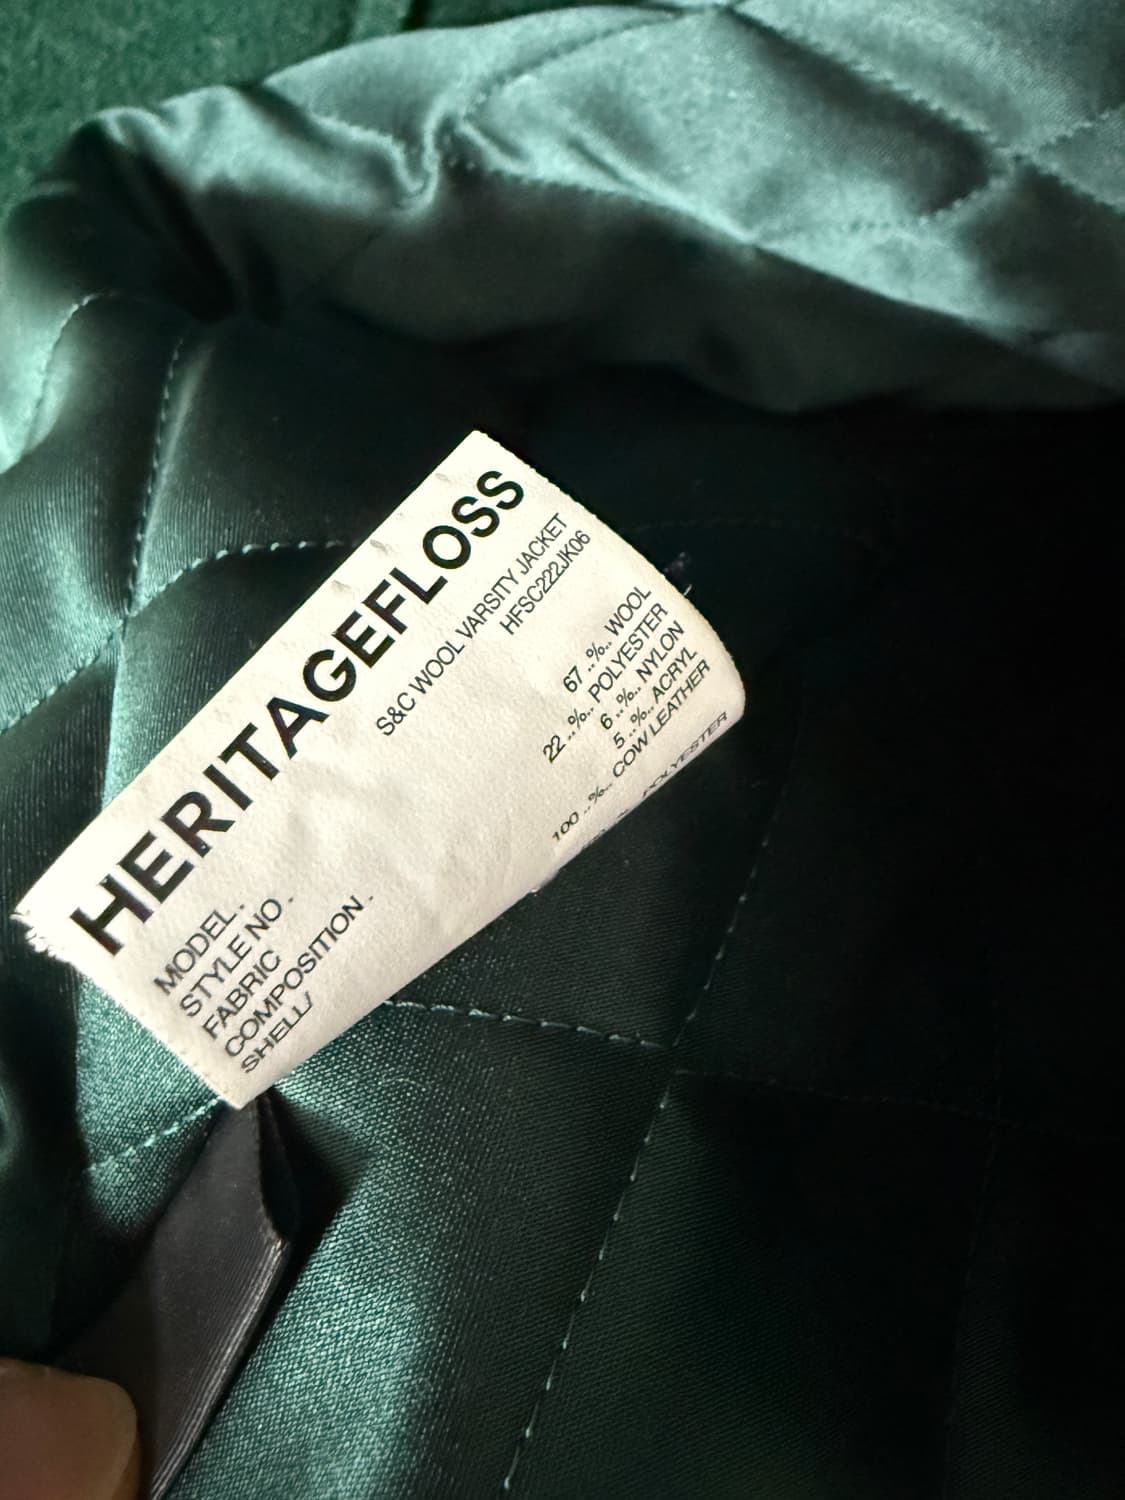 HERITAGEFLOSS
MODEL. S&C WOOL VARSITY JACKET
STYLE NO. HFSC222JK06
FABRIC
COMPOSITION. 67 ..%.. WOOL
22 ..%.. POLYESTER
6 ..%.. NYLON
5 ..%.. ACRYL
SHELL/ 100 ..%.. COW LEATHER
POLYESTER